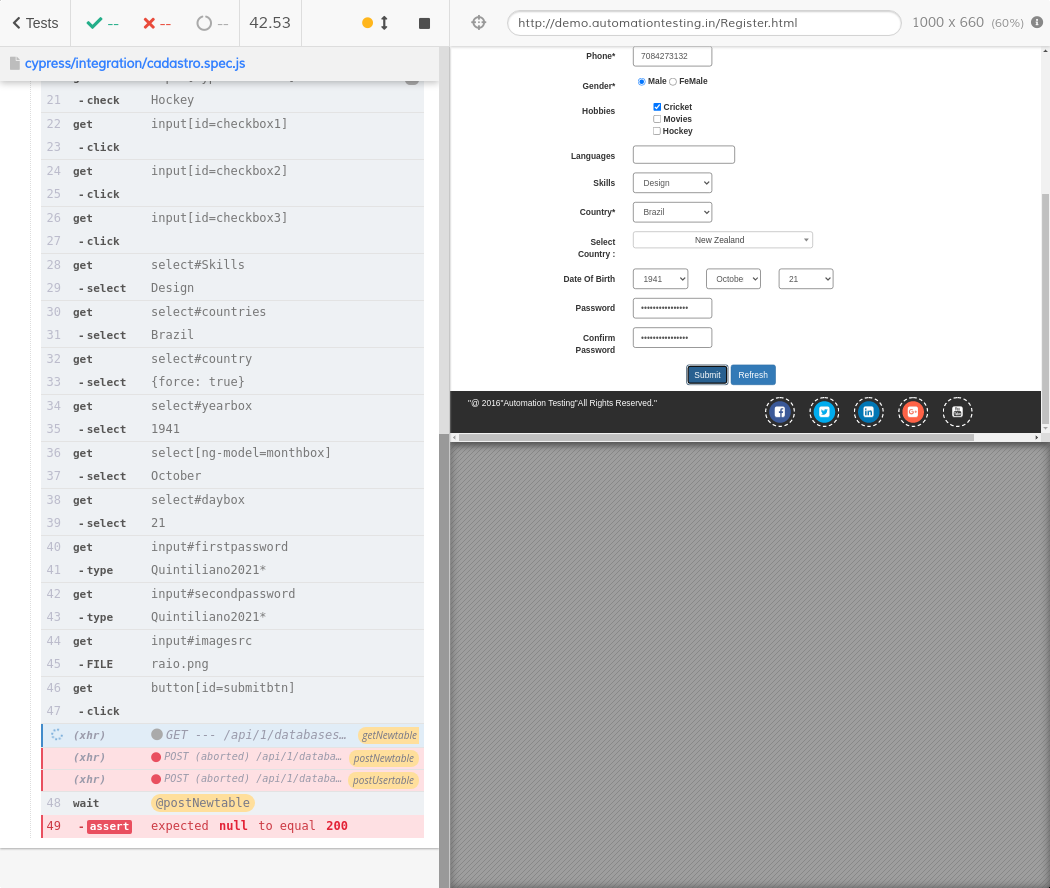 Tests
--
--
--
42.53
http://demo.automationtesting.in/Register.html
1000 x 660 (60%)
cypress/integration/cadastro.spec.js
21 - check Hockey
22 get input[id=checkbox1]
23 - click
24 get input[id=checkbox2]
25 - click
26 get input[id=checkbox3]
27 - click
28 get select#Skills
29 - select Design
30 get select#countries
31 - select Brazil
32 get select#country
33 - select {force: true}
34 get select#yearbox
35 - select 1941
36 get select[ng-model=monthbox]
37 - select October
38 get select#daybox
39 - select 21
40 get input#firstpassword
41 - type Quintiliano2021*
42 get input#secondpassword
43 - type Quintiliano2021*
44 get input#imagesrc
45 - FILE raio.png
46 get button[id=submitbtn]
47 - click
(xhr) GET --- /api/1/databases… getNewtable
(xhr) POST (aborted) /api/1/databa… postNewtable
(xhr) POST (aborted) /api/1/databa… postUsertable
48 wait @postNewtable
49 - assert expected null to equal 200
Phone* 7084273132
Gender* Male FeMale
Hobbies Cricket
Movies
Hockey
Languages
Skills Design
Country* Brazil
Select
Country :
New Zealand
Date Of Birth 1941 Octobe 21
Password ••••••••••••••••
Confirm
Password
••••••••••••••••
Submit Refresh
"@ 2016"Automation Testing"All Rights Reserved."